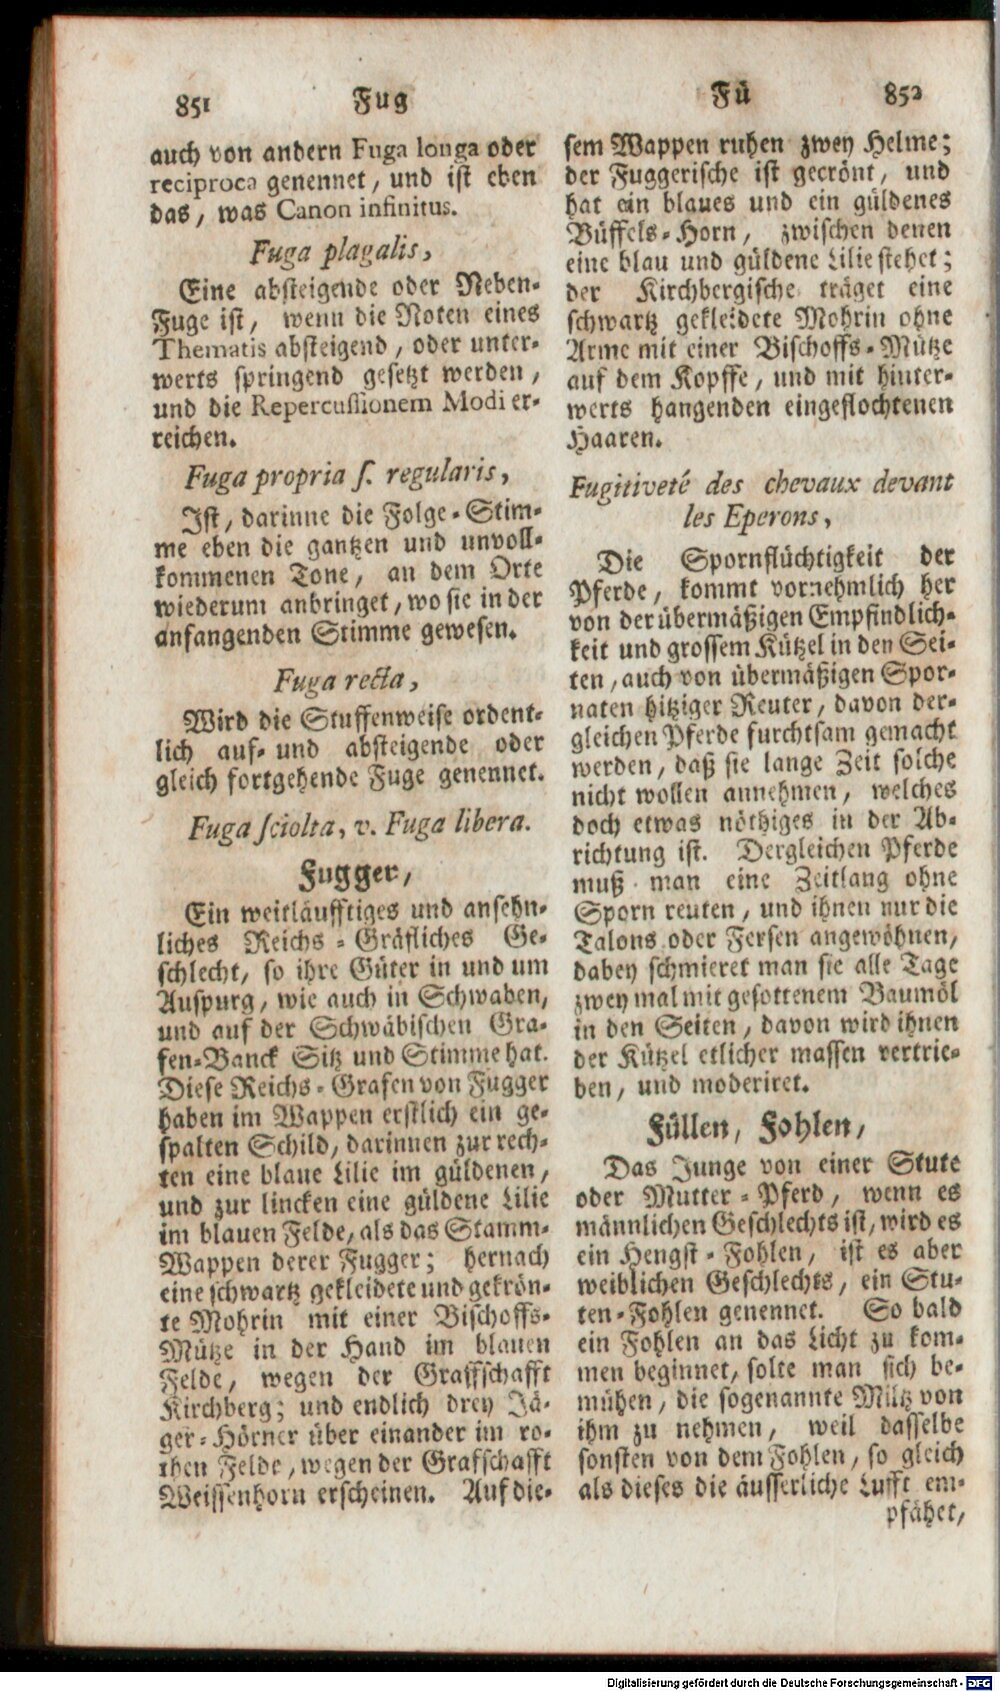 851 Fug
auch von andern Fuga longa oder
reciproca genennet, und ist eben
das, was Canon infinitus.
Fuga plagalis,
Eine absteigende oder Neben-
Fuge ist, wenn die Noten eines
Thematis absteigend, oder unter-
werts springend gesetzt werden,
und die Repercussionem Modi er-
reichen.
Fuga propria s. regularis,
Ist, darinne die Folge-Stim-
me eben die gantzen und unvoll-
kommenen Tone, an dem Orte
wiederum anbringet, wo sie in der
anfangenden Stimme gewesen.
Fuga recta,
Wird die Stuffenweise ordent-
lich auf- und absteigende oder
gleich fortgehende Fuge genennet.
Fuga sciolta, v. Fuga libera.
Fugger,
Ein weitläufftiges und ansehn-
liches Reichs-Gräfliches Ge-
schlecht, so ihre Güter in und um
Auspurg, wie auch in Schwaben,
und auf der Schwäbischen Gra-
fen-Banck Sitz und Stimme hat.
Diese Reichs-Grafen von Fugger
haben im Wappen erstlich ein ge-
spalten Schild, darinnen zur rech-
ten eine blaue Lilie im güldenen,
und zur lincken eine güldene Lilie
im blauen Felde, als das Stamm-
Wappen derer Fugger; hernach
eine schwartz gekleidete und gekrön-
te Mohrin mit einer Bischoffs-
Mütze in der Hand im blauen
Felde, wegen der Graffschafft
Kirchberg; und endlich drey Jä-
ger-Hörner über einander im ro-
then Felde, wegen der Grafschafft
Weissenhorn erscheinen. Auf die-
Fü 852
sem Wappen ruhen zwey Helme;
der Fuggerische ist gecrönt, und
hat ein blaues und ein güldenes
Büffels-Horn, zwischen denen
eine blau und güldene Lilie stehet;
der Kirchbergische träget eine
schwartz gekleidete Mohrin ohne
Arme mit einer Bischoffs-Mütze
auf dem Kopffe, und mit hinter-
werts hangenden eingeflochtenen
Haaren.
Fugitiveté des chevaux devant
les Eperons,
Die Spornflüchtigkeit der
Pferde, kommt vornehmlich her
von der übermäßigen Empfindlich-
keit und grossem Kützel in den Sei-
ten, auch von übermäßigen Spor-
naten hitziger Reuter, davon der-
gleichen Pferde furchtsam gemacht
werden, daß sie lange Zeit solche
nicht wollen annehmen, welches
doch etwas nöthiges in der Ab-
richtung ist. Dergleichen Pferde
muß man eine Zeitlang ohne
Sporn reuten, und ihnen nur die
Talons oder Fersen angewöhnen,
dabey schmieret man sie alle Tage
zwey mal mit gesottenem Baumöl
in den Seiten, davon wird ihnen
der Kützel etlicher massen vertrie-
ben, und moderiret.
Füllen, Fohlen,
Das Junge von einer Stute
oder Mutter-Pferd, wenn es
männlichen Geschlechts ist, wird es
ein Hengst-Fohlen, ist es aber
weiblichen Geschlechts, ein Stu-
ten-Fohlen genennet. So bald
ein Fohlen an das Licht zu kom-
men beginnet, solte man sich be-
mühen, die sogenannte Miltz von
ihm zu nehmen, weil dasselbe
sonsten von dem Fohlen, so gleich
als dieses die äusserliche Lufft em-
pfähet,
Digitalisierung gefördert durch die Deutsche Forschungsgemeinschaft - DFG